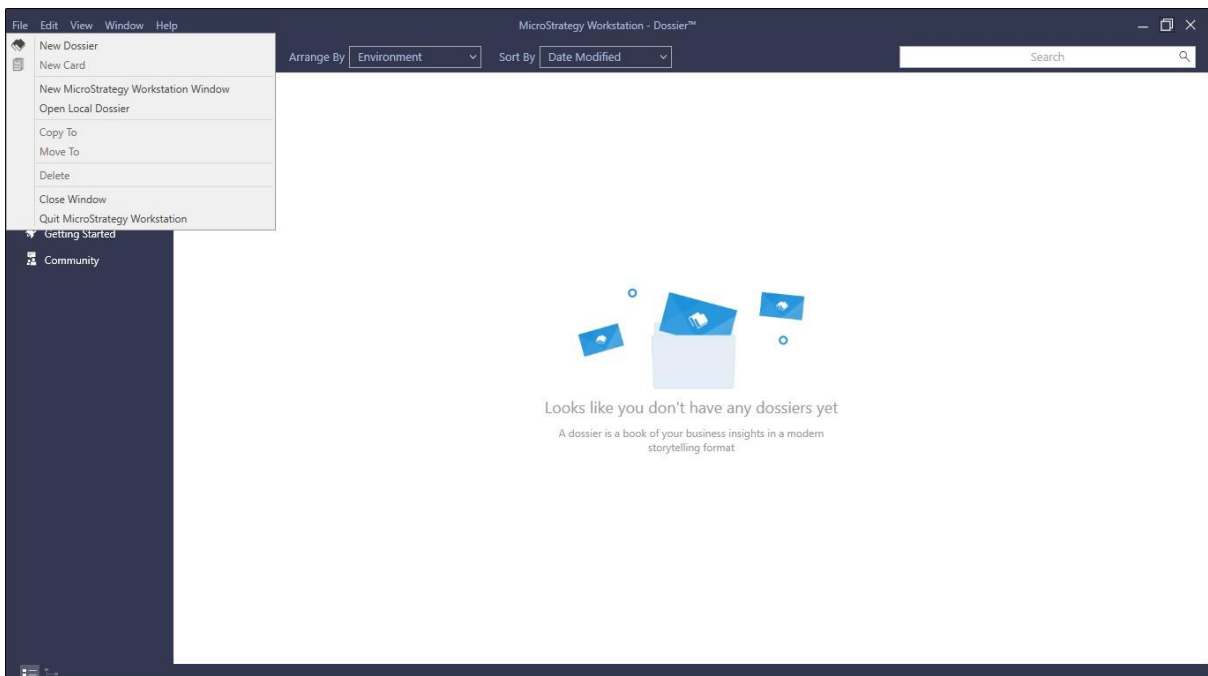 File Edit View Window Help
MicroStrategy Workstation - Dossier™
New Dossier
New Card
New MicroStrategy Workstation Window
Open Local Dossier
Copy To
Move To
Delete
Close Window
Quit MicroStrategy Workstation
Arrange By Environment Sort By Date Modified Search
Getting Started
Community
Looks like you don't have any dossiers yet
A dossier is a book of your business insights in a modern
storytelling format